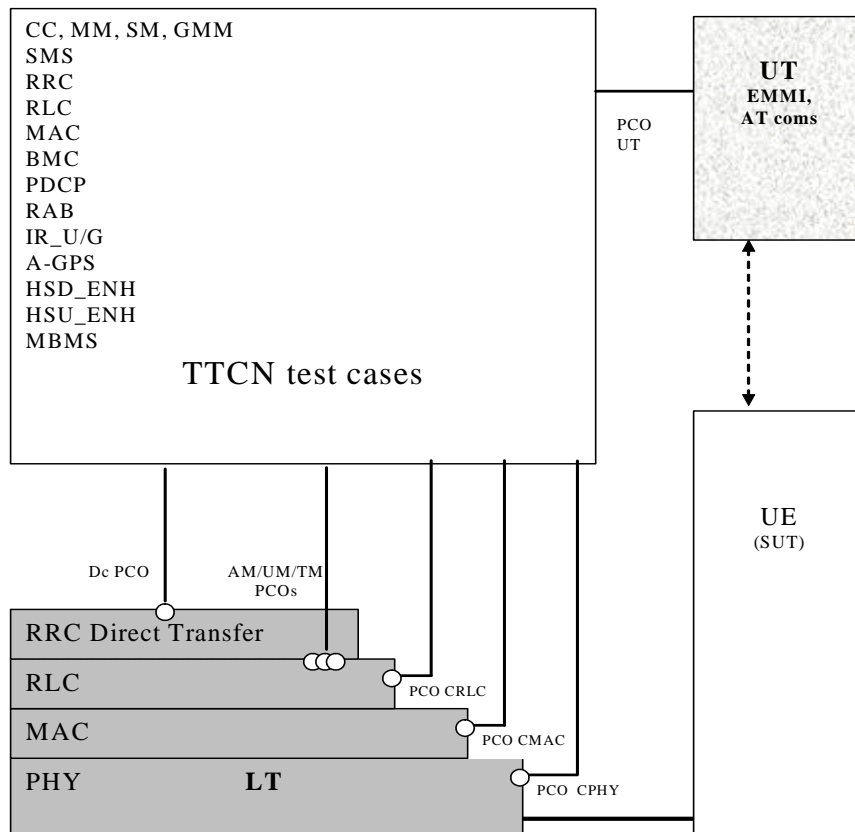 CC, MM, SM, GMM
SMS
RRC
RLC
MAC
BMC
PDCP
RAB
IR_U/G
A-GPS
HSD_ENH
HSU_ENH
MBMS
TTCN test cases
PCO
UT
UT
EMMI,
AT coms
UE
(SUT)
Dc PCO
AM/UM/TM
PCOs
RRC Direct Transfer
RLC
PCO CRLC
MAC
PCO CMAC
PHY LT
PCO CPHY